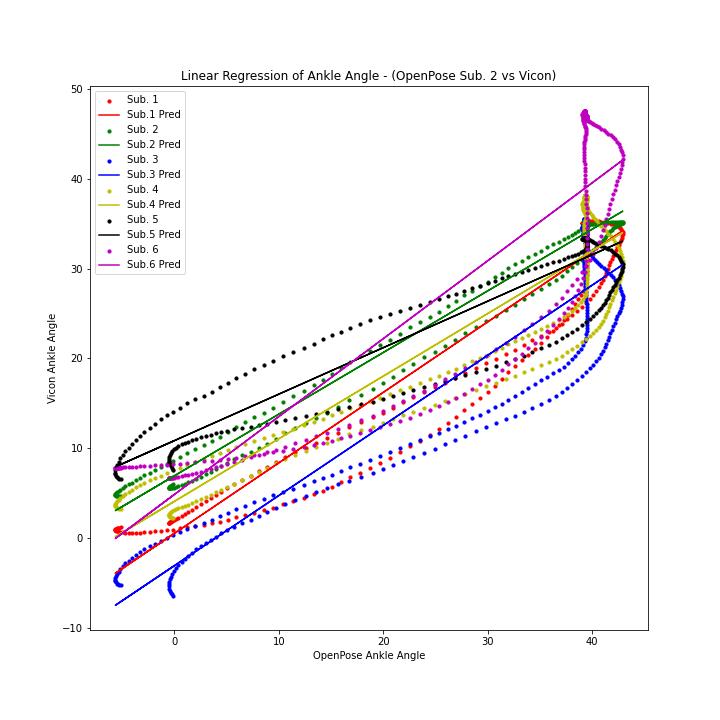 Linear Regression of Ankle Angle - (OpenPose Sub. 2 vs Vicon)
Sub. 1
Sub.1 Pred
Sub. 2
Sub.2 Pred
Sub. 3
Sub.3 Pred
Sub. 4
Sub.4 Pred
Sub. 5
Sub.5 Pred
Sub. 6
Sub.6 Pred
50
40
30
20
10
0
−10
Vicon Ankle Angle
0 10 20 30 40
OpenPose Ankle Angle